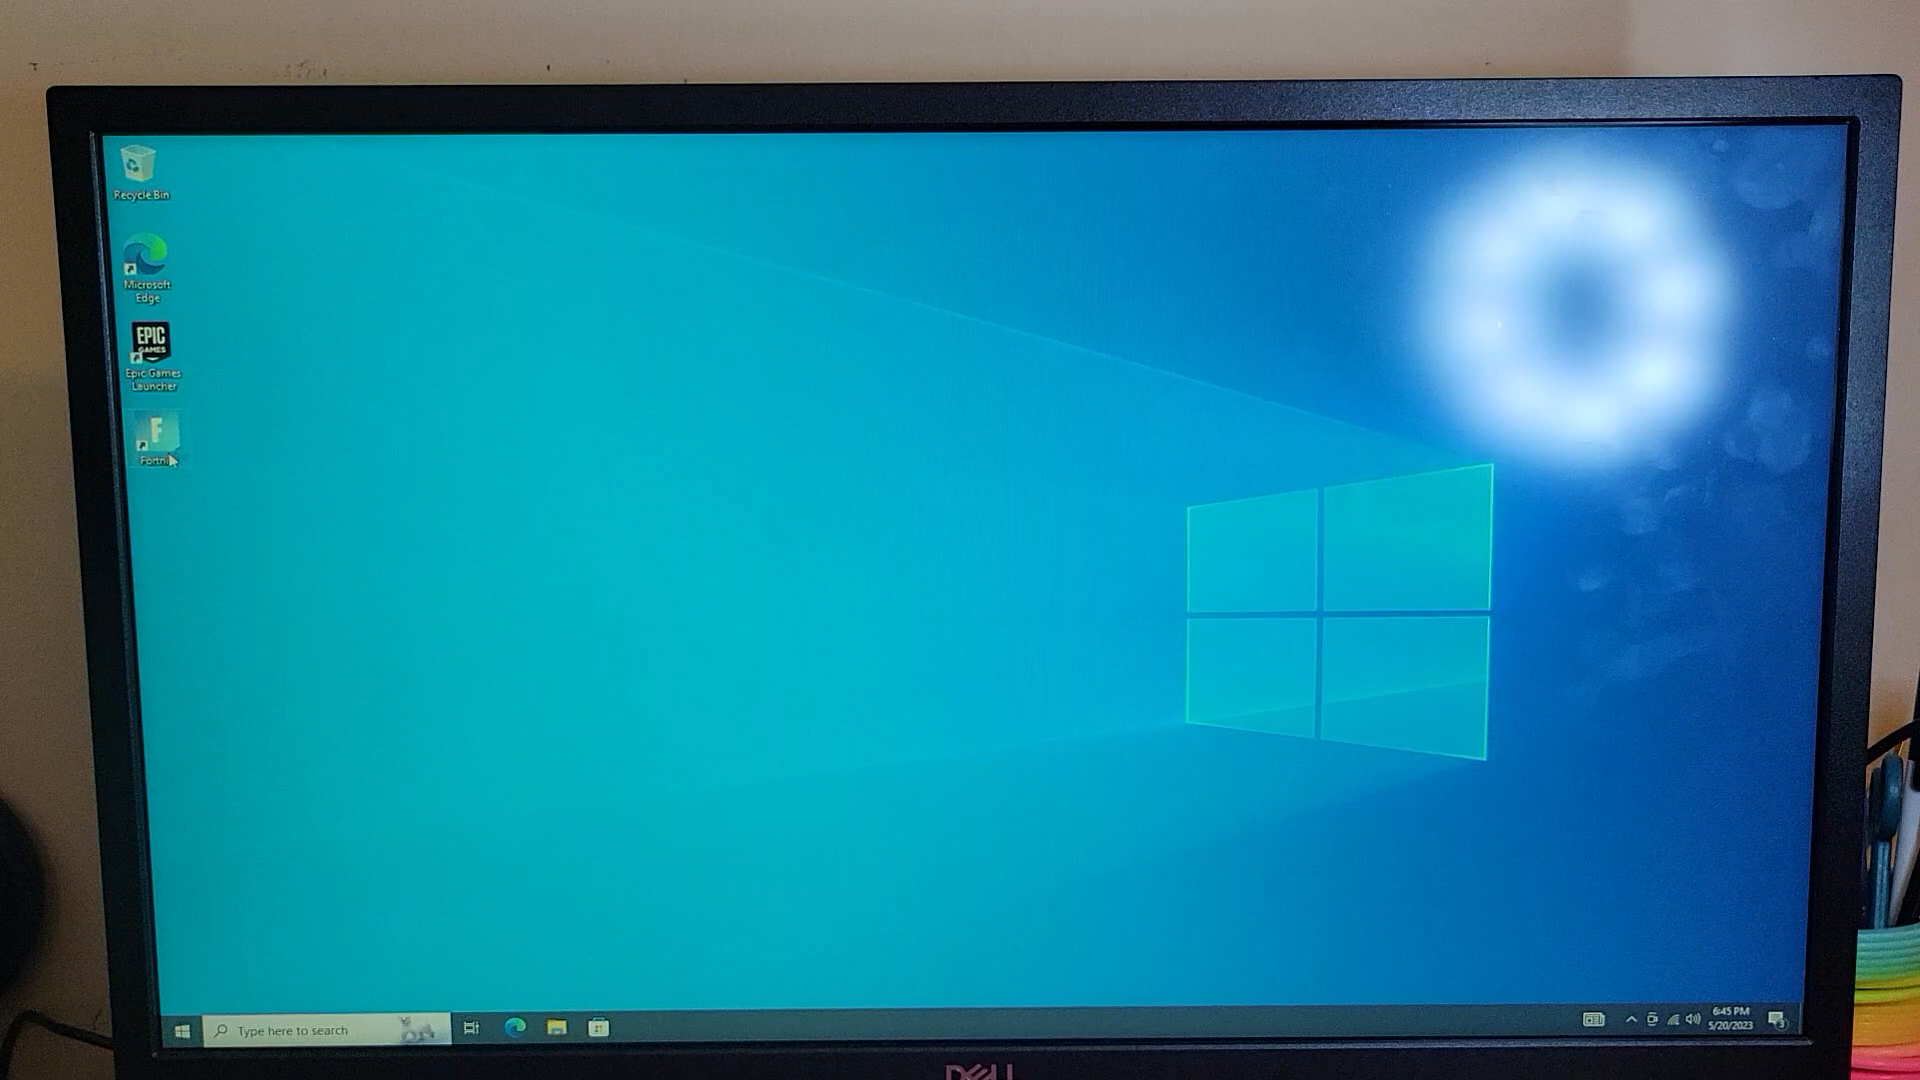 Recycle Bin
Microsoft
Edge
EPIC
GAMES
Epic Games
Launcher
F
Type here to search
6:45 PM
5/20/2023
3
DELL